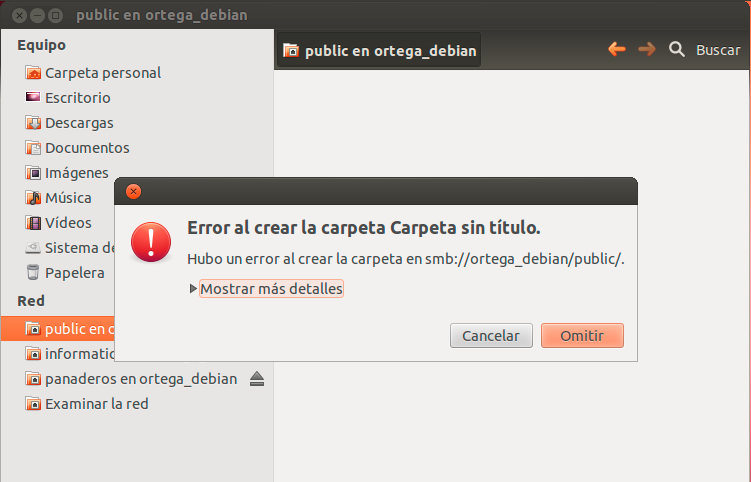 public en ortega_debian
Equipo
Carpeta personal
Escritorio
Descargas
Documentos
Imágenes
Música
Vídeos
Sistema de
Papelera
Red
public en o
informatic
panaderos en ortega_debian
Examinar la red
public en ortega_debian
Buscar
Error al crear la carpeta Carpeta sin título.
Hubo un error al crear la carpeta en smb://ortega_debian/public/.
Mostrar más detalles
Cancelar
Omitir